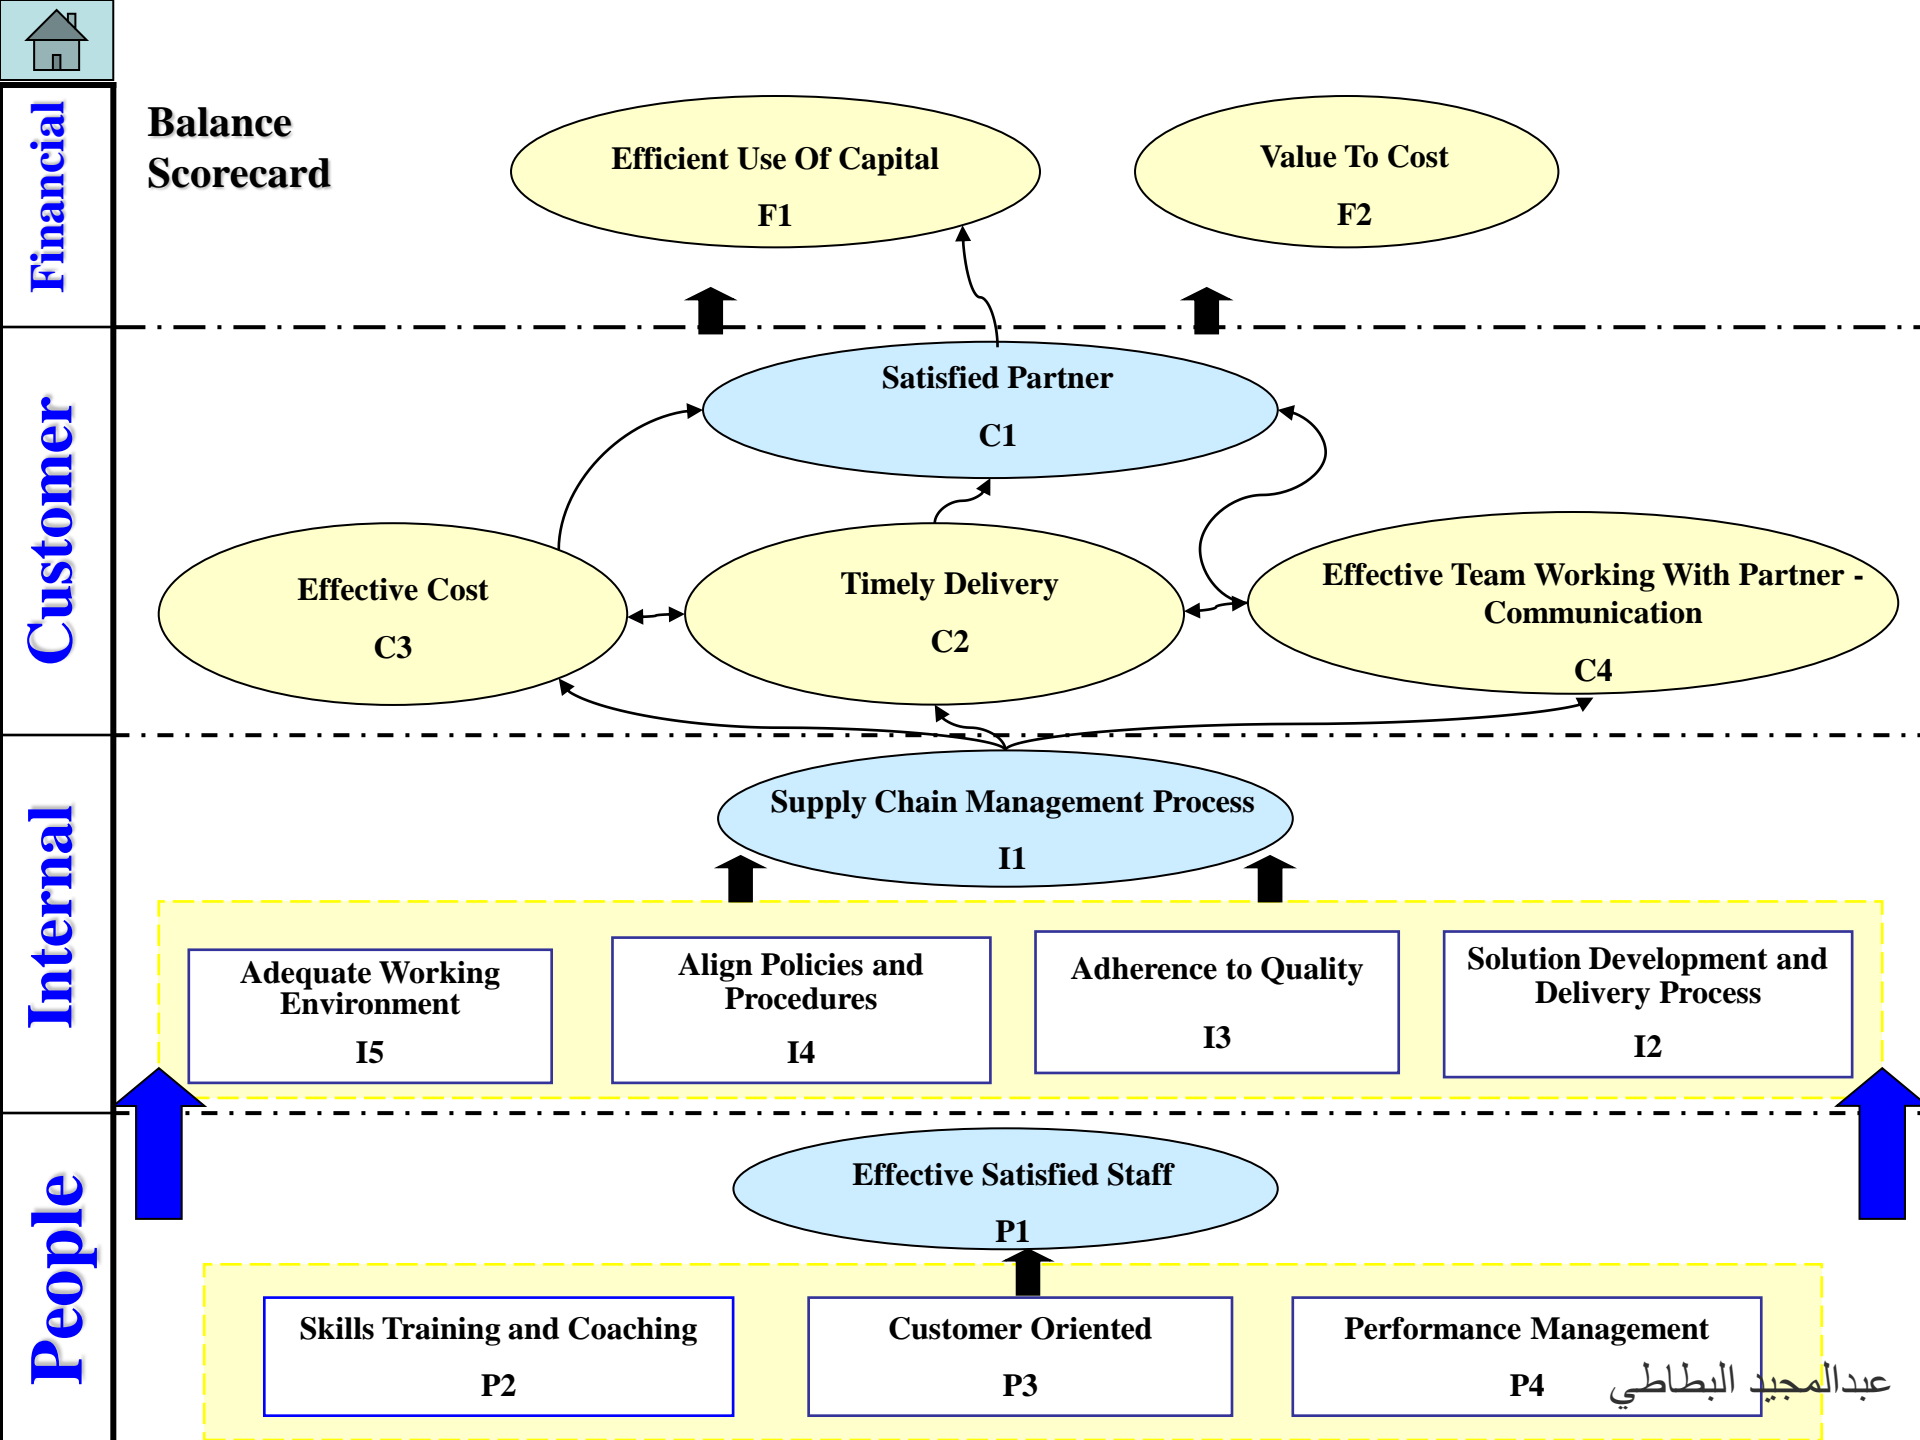 Financial
Balance
Scorecard
Efficient Use Of Capital
F1
Value To Cost
F2
Customer
Satisfied Partner
C1
Effective Cost
C3
Timely Delivery
C2
Effective Team Working With Partner -
Communication
C4
Internal
Supply Chain Management Process
I1
Adequate Working
Environment
I5
Align Policies and
Procedures
I4
Adherence to Quality
I3
Solution Development and
Delivery Process
I2
People
Effective Satisfied Staff
P1
Skills Training and Coaching
P2
Customer Oriented
P3
Performance Management
P4
عبدالمجيد البطاطي